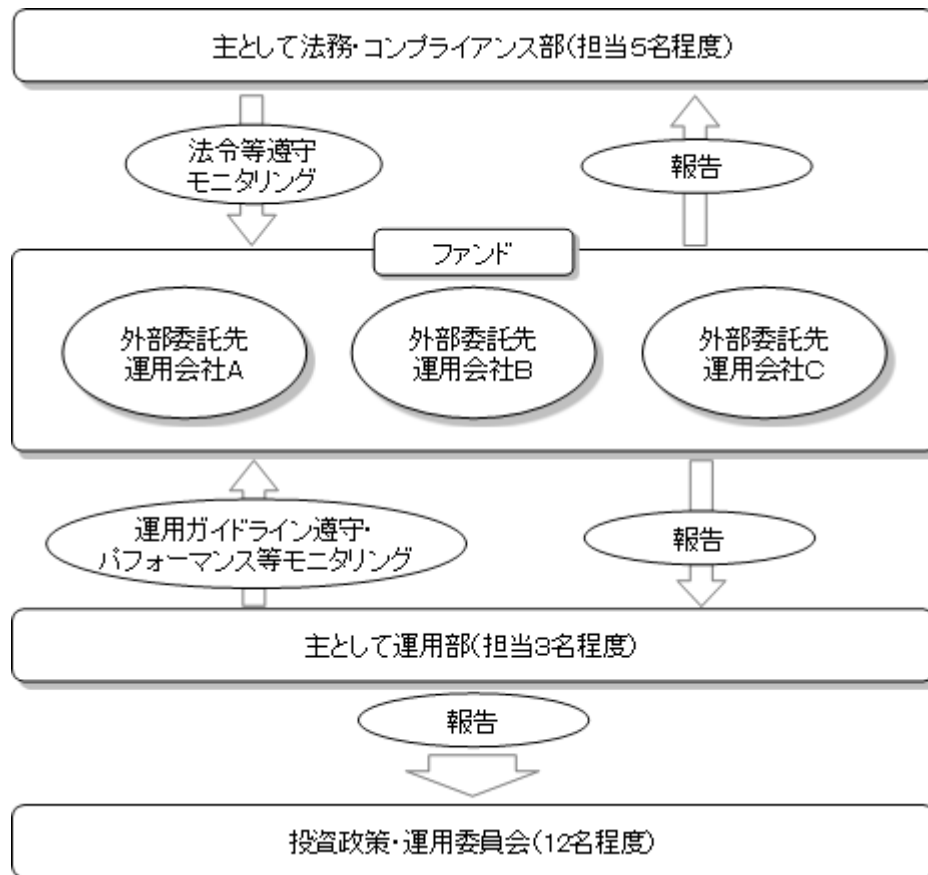 主として法務・コンプライアンス部(担当5名程度)
法令等遵守
モニタリング
報告
ファンド
外部委託先
運用会社A
外部委託先
運用会社B
外部委託先
運用会社C
運用ガイドライン遵守・
パフォーマンス等モニタリング
報告
主として運用部(担当3名程度)
報告
投資政策・運用委員会(12名程度)